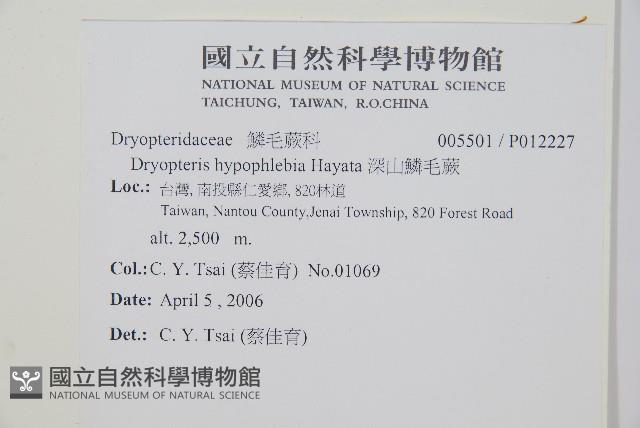 國立自然科學博物館
NATIONAL MUSEUM OF NATURAL SCIENCE
TAICHUNG, TAIWAN, R.O.CHINA
Dryopteridaceae 鱗毛蕨科 005501 / P012227
Dryopteris hypophlebia Hayata 深山鱗毛蕨
Loc.: 台灣, 南投縣仁愛鄉, 820林道
Taiwan, Nantou County,Jenai Township, 820 Forest Road
alt. 2,500 m.
Col.: C. Y. Tsai (蔡佳育) No.01069
Date: April 5 , 2006
Det.: C. Y. Tsai (蔡佳育)
國立自然科學博物館
NATIONAL MUSEUM OF NATURAL SCIENCE